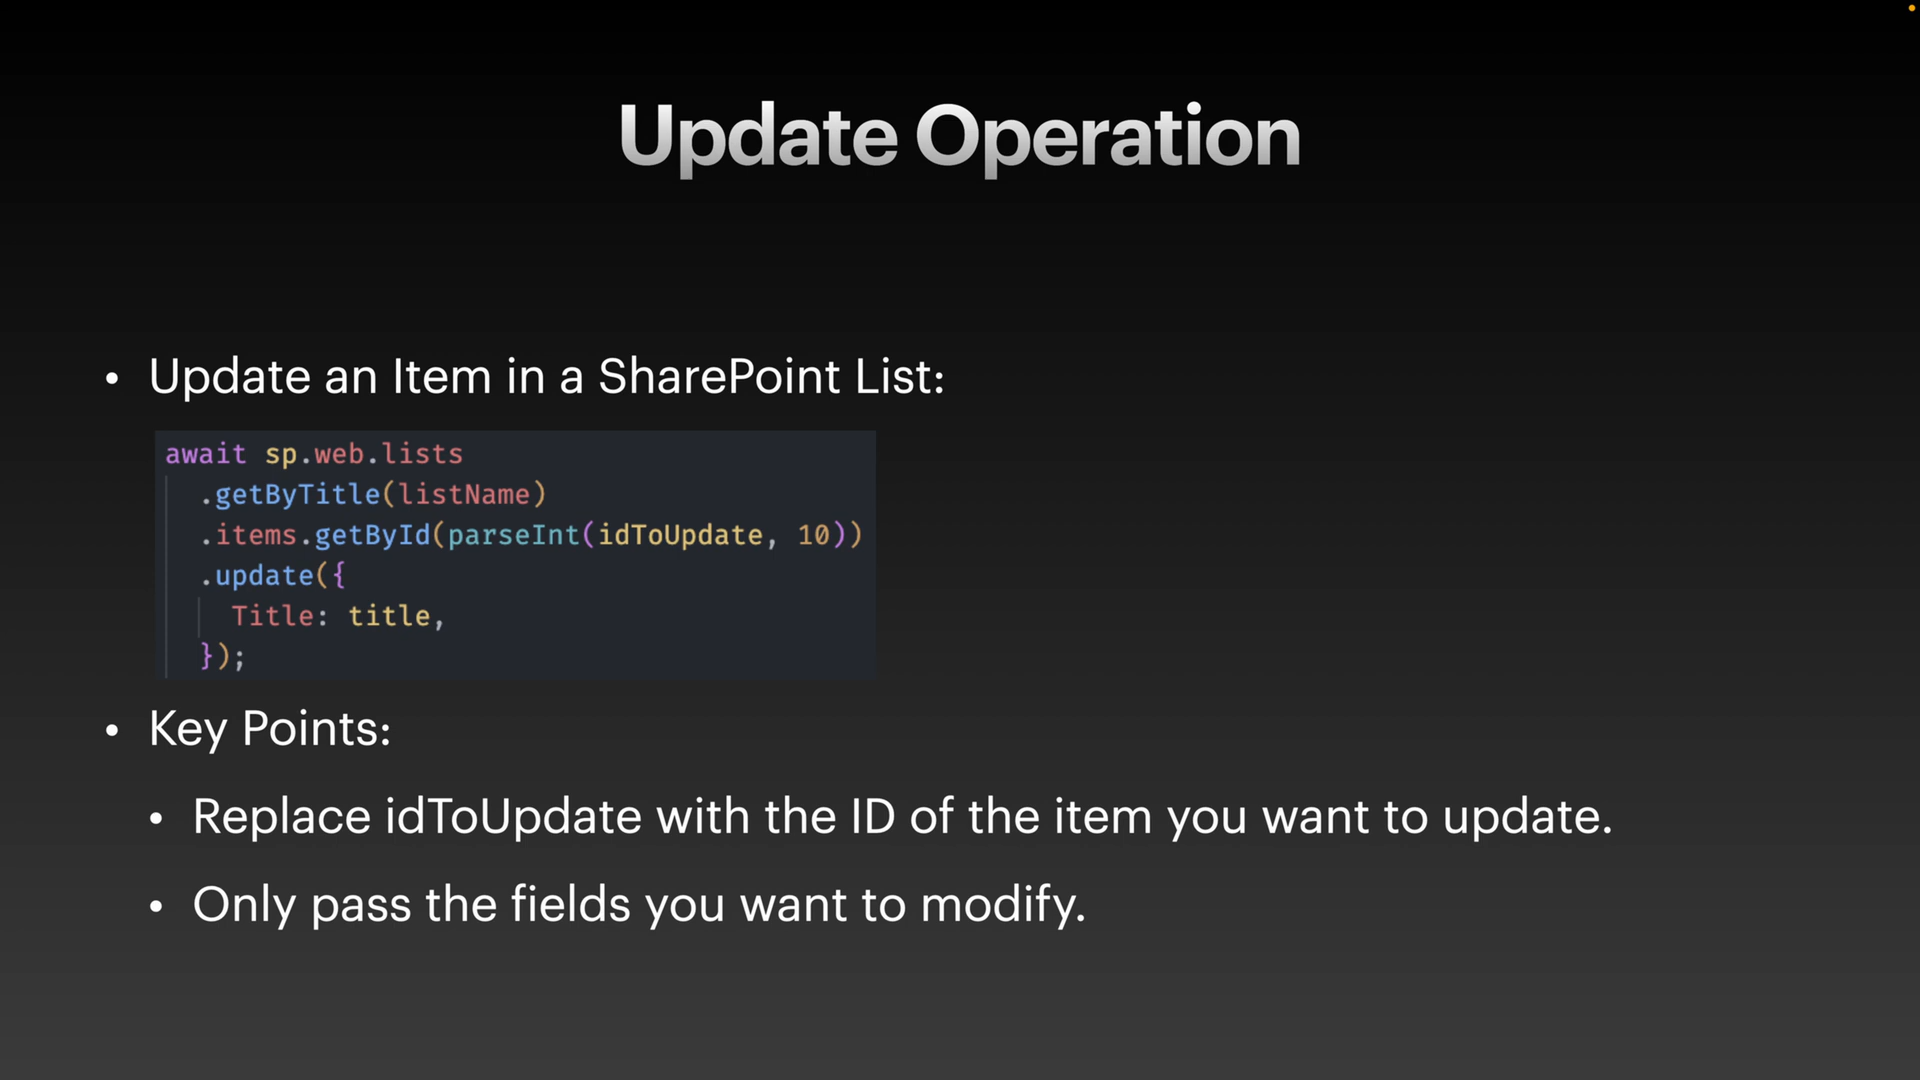 Update Operation
• Update an Item in a SharePoint List:
await sp.web.lists
.getByTitle(listName)
.items.getById(parseInt(idToUpdate, 10))
.update({
Title: title,
});
• Key Points:
• Replace idToUpdate with the ID of the item you want to update.
• Only pass the fields you want to modify.